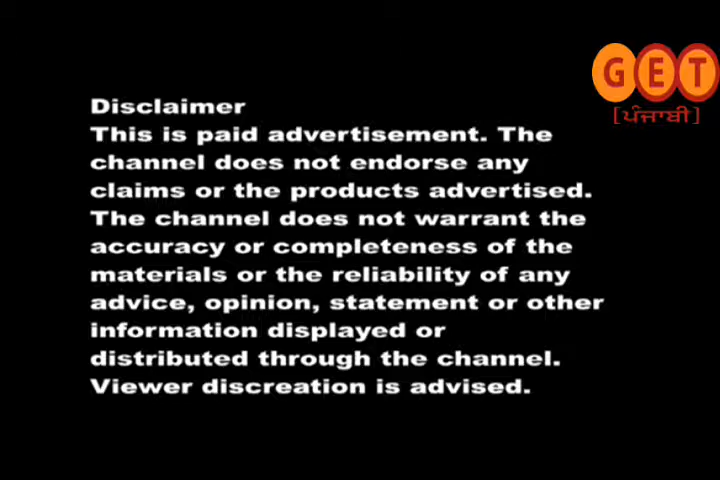 GET
[ਪੰਜਾਬੀ]
Disclaimer
This is paid advertisement. The
channel does not endorse any
claims or the products advertised.
The channel does not warrant the
accuracy or completeness of the
materials or the reliability of any
advice, opinion, statement or other
information displayed or
distributed through the channel.
Viewer discreation is advised.